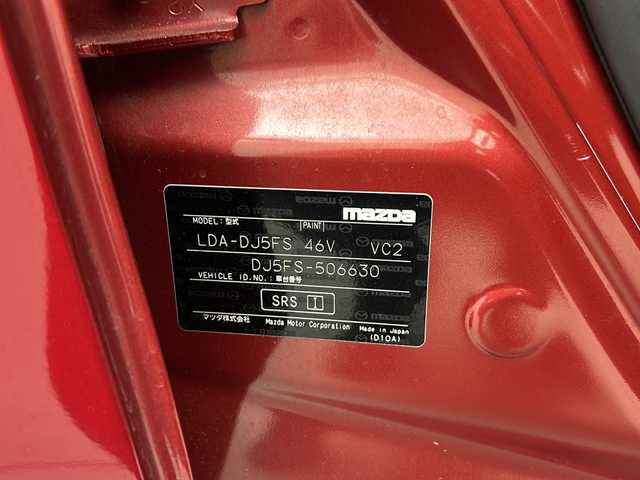 mazda
MODEL: 型式 PAINT
LDA-DJ5FS 46V VC2
DJ5FS-506630
VEHICLE ID.NO.: 車台番号
SRS I
マツダ株式会社 Mazda Motor Corporation Made in Japan
(D10A)